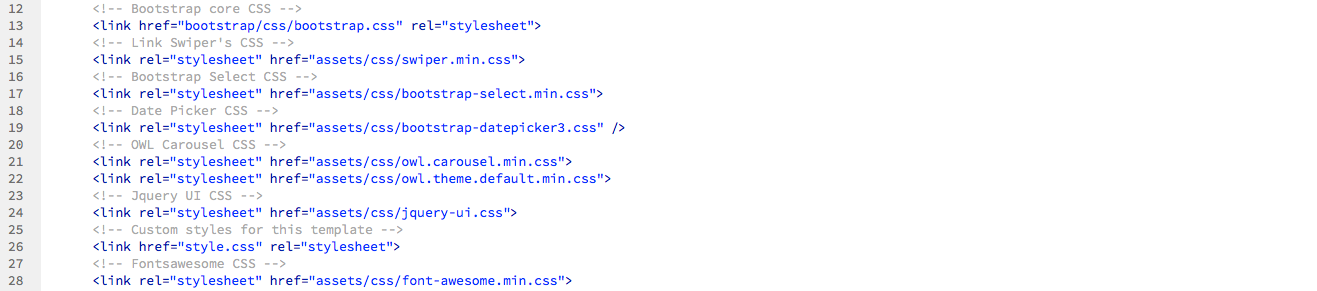 12 <!-- Bootstrap core CSS -->
13 <link href="bootstrap/css/bootstrap.css" rel="stylesheet">
14 <!-- Link Swiper's CSS -->
15 <link rel="stylesheet" href="assets/css/swiper.min.css">
16 <!-- Bootstrap Select CSS -->
17 <link rel="stylesheet" href="assets/css/bootstrap-select.min.css">
18 <!-- Date Picker CSS -->
19 <link rel="stylesheet" href="assets/css/bootstrap-datepicker3.css" />
20 <!-- OWL Carousel CSS -->
21 <link rel="stylesheet" href="assets/css/owl.carousel.min.css">
22 <link rel="stylesheet" href="assets/css/owl.theme.default.min.css">
23 <!-- Jquery UI CSS -->
24 <link rel="stylesheet" href="assets/css/jquery-ui.css">
25 <!-- Custom styles for this template -->
26 <link href="style.css" rel="stylesheet">
27 <!-- Fontsawesome CSS -->
28 <link rel="stylesheet" href="assets/css/font-awesome.min.css">